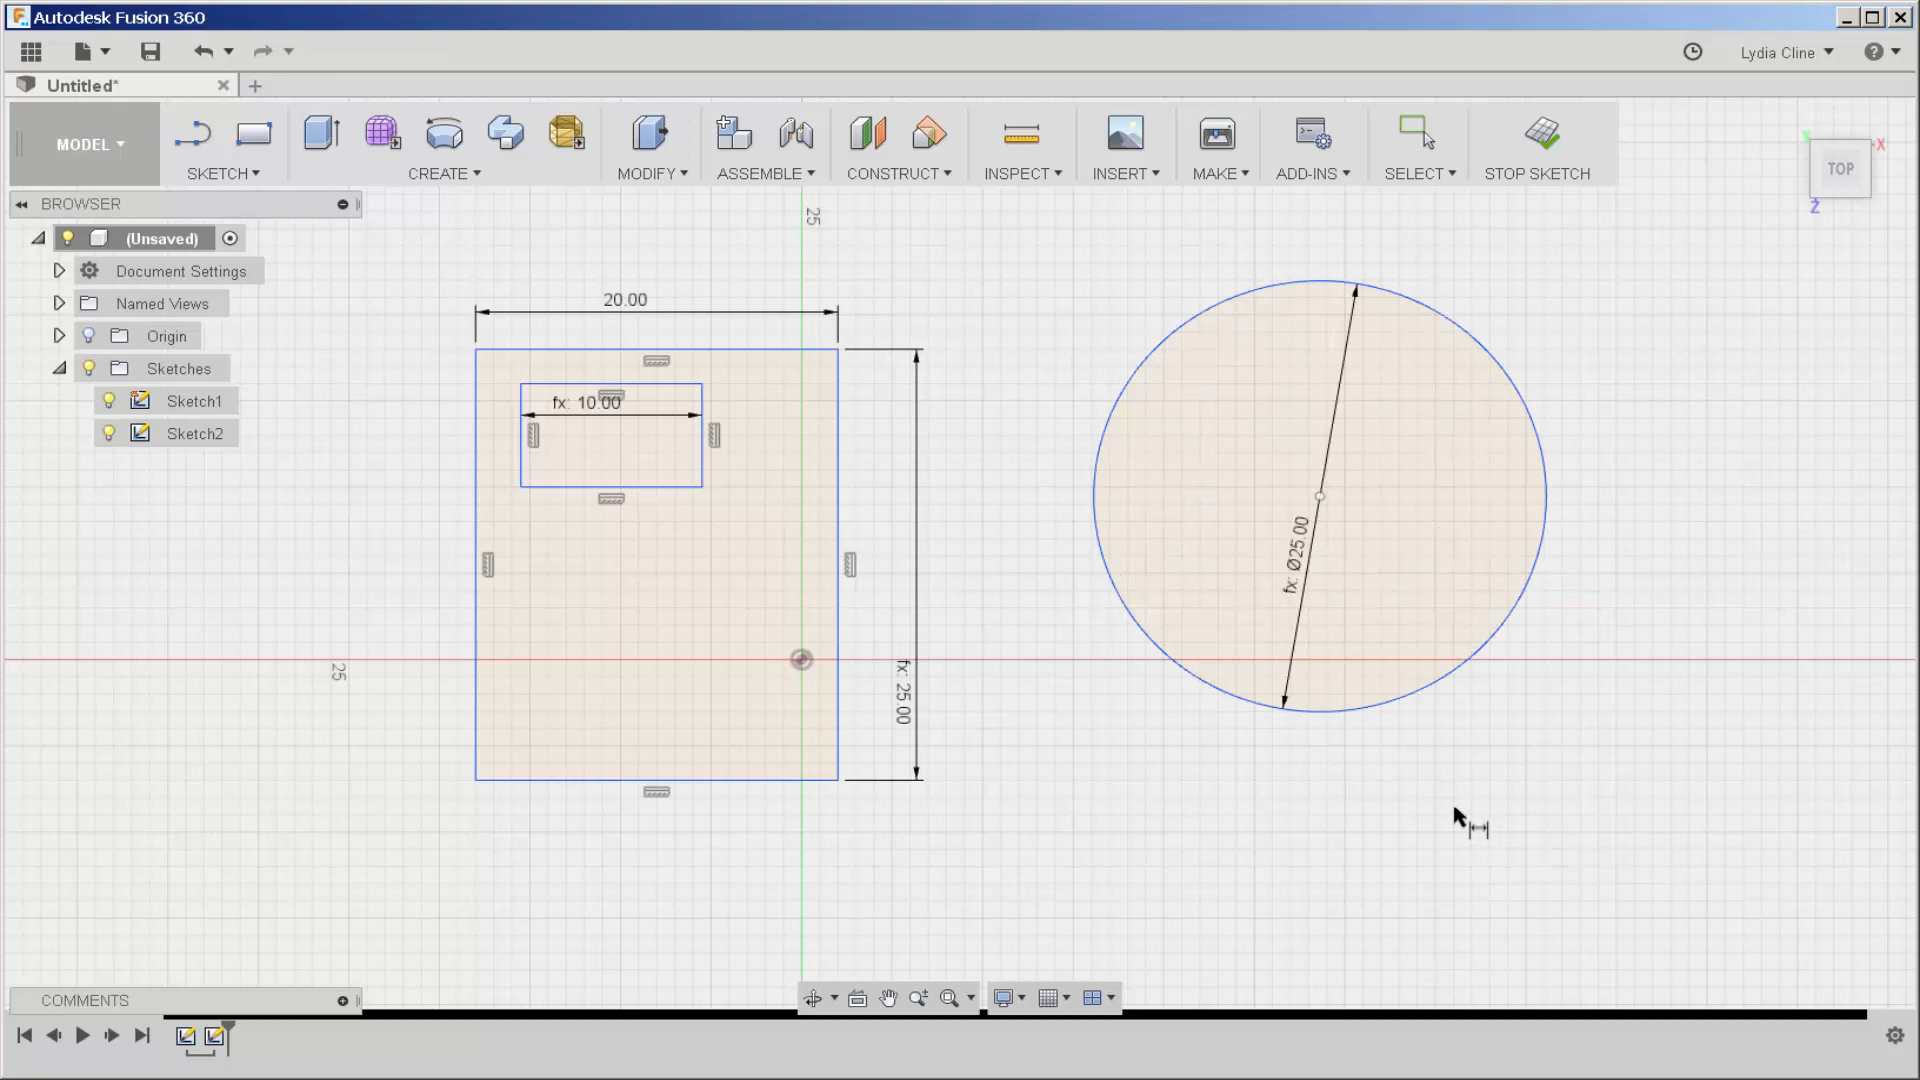 Autodesk Fusion 360
Lydia Cline
Untitled*
MODEL
SKETCH
CREATE
MODIFY
ASSEMBLE
CONSTRUCT
INSPECT
INSERT
MAKE
ADD-INS
SELECT
STOP SKETCH
TOP
X
Y
Z
BROWSER
(Unsaved)
Document Settings
Named Views
Origin
Sketches
Sketch1
Sketch2
25
20.00
fx: 10.00
fx: Ø25.00
25
fx: 25.00
COMMENTS